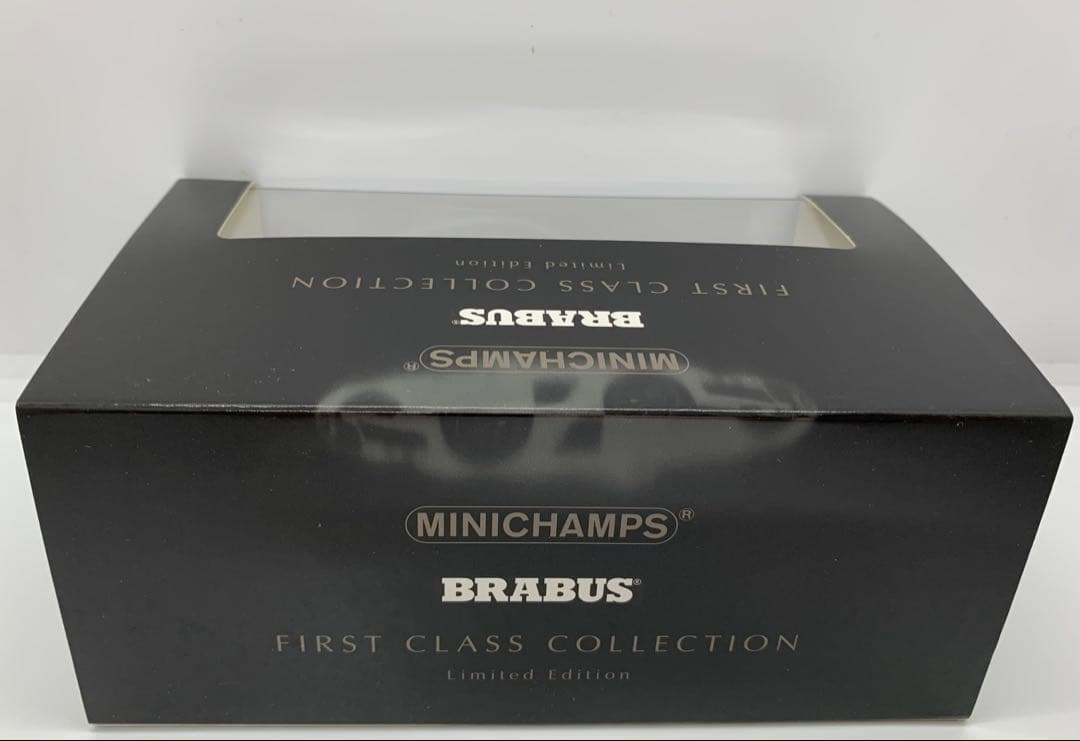 Limited Edition
FIRST CLASS COLLECTION
BRABUS®
MINICHAMPS®
MINICHAMPS®
BRABUS®
FIRST CLASS COLLECTION
Limited Edition